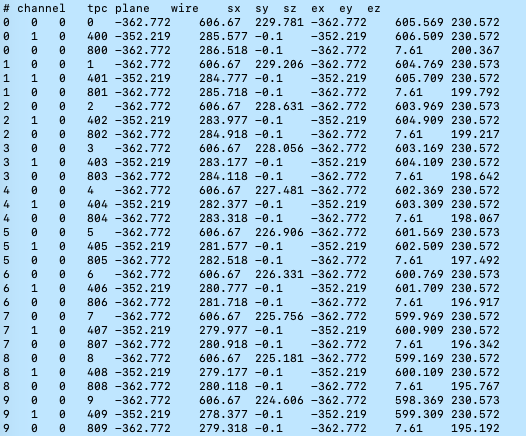 # channel tpc plane wire sx sy sz ex ey ez
0 0 0 0 −362.772 606.67 229.781 −362.772 605.569 230.572
0 1 0 400 −352.219 285.577 −0.1 −352.219 606.509 230.572
0 0 0 800 −362.772 286.518 −0.1 −362.772 7.61 200.367
1 0 0 1 −362.772 606.67 229.206 −362.772 604.769 230.573
1 1 0 401 −352.219 284.777 −0.1 −352.219 605.709 230.572
1 0 0 801 −362.772 285.718 −0.1 −362.772 7.61 199.792
2 0 0 2 −362.772 606.67 228.631 −362.772 603.969 230.573
2 1 0 402 −352.219 283.977 −0.1 −352.219 604.909 230.572
2 0 0 802 −362.772 284.918 −0.1 −362.772 7.61 199.217
3 0 0 3 −362.772 606.67 228.056 −362.772 603.169 230.573
3 1 0 403 −352.219 283.177 −0.1 −352.219 604.109 230.572
3 0 0 803 −362.772 284.118 −0.1 −362.772 7.61 198.642
4 0 0 4 −362.772 606.67 227.481 −362.772 602.369 230.573
4 1 0 404 −352.219 282.377 −0.1 −352.219 603.309 230.572
4 0 0 804 −362.772 283.318 −0.1 −362.772 7.61 198.067
5 0 0 5 −362.772 606.67 226.906 −362.772 601.569 230.573
5 1 0 405 −352.219 281.577 −0.1 −352.219 602.509 230.572
5 0 0 805 −362.772 282.518 −0.1 −362.772 7.61 197.492
6 0 0 6 −362.772 606.67 226.331 −362.772 600.769 230.573
6 1 0 406 −352.219 280.777 −0.1 −352.219 601.709 230.572
6 0 0 806 −362.772 281.718 −0.1 −362.772 7.61 196.917
7 0 0 7 −362.772 606.67 225.756 −362.772 599.969 230.573
7 1 0 407 −352.219 279.977 −0.1 −352.219 600.909 230.572
7 0 0 807 −362.772 280.918 −0.1 −362.772 7.61 196.342
8 0 0 8 −362.772 606.67 225.181 −362.772 599.169 230.573
8 1 0 408 −352.219 279.177 −0.1 −352.219 600.109 230.572
8 0 0 808 −362.772 280.118 −0.1 −362.772 7.61 195.767
9 0 0 9 −362.772 606.67 224.606 −362.772 598.369 230.573
9 1 0 409 −352.219 278.377 −0.1 −352.219 599.309 230.572
9 0 0 809 −362.772 279.318 −0.1 −362.772 7.61 195.192